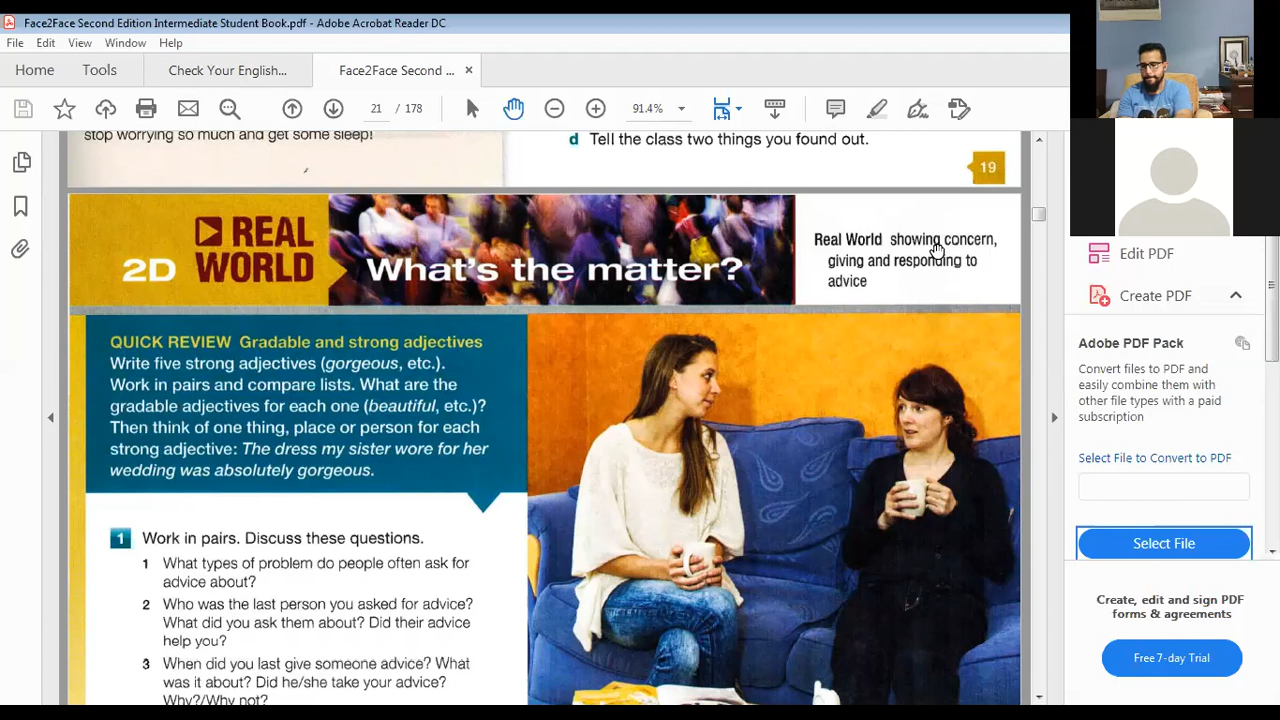 Face2Face Second Edition Intermediate Student Book.pdf - Adobe Acrobat Reader DC
File Edit View Window Help
Home Tools Check Your English... Face2Face Second ... ×
21 / 178 91.4%
stop worrying so much and get some sleep!
d Tell the class two things you found out.
19
2D REAL WORLD
What's the matter?
Real World showing concern,
giving and responding to
advice
QUICK REVIEW Gradable and strong adjectives
Write five strong adjectives (gorgeous, etc.).
Work in pairs and compare lists. What are the
gradable adjectives for each one (beautiful, etc.)?
Then think of one thing, place or person for each
strong adjective: The dress my sister wore for her
wedding was absolutely gorgeous.
1 Work in pairs. Discuss these questions.
1 What types of problem do people often ask for
advice about?
2 Who was the last person you asked for advice?
What did you ask them about? Did their advice
help you?
3 When did you last give someone advice? What
was it about? Did he/she take your advice?
Why?/Why not?
Edit PDF
Create PDF
Adobe PDF Pack
Convert files to PDF and
easily combine them with
other file types with a paid
subscription
Select File to Convert to PDF
Select File
Create, edit and sign PDF
forms & agreements
Free 7-day Trial